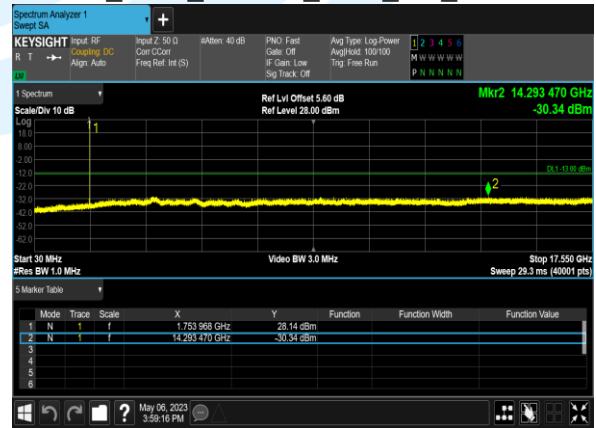 Spectrum Analyzer 1
Swept SA
KEYSIGHT Input: RF Input Z: 50 Ω #Atten: 40 dB PNO: Fast Avg Type: Log-Power 1 2 3 4 5 6
R T Coupling: DC Corr CCorr Gate: Off Avg|Hold: 100/100 M W W W W W
Align: Auto Freq Ref: Int (S) IF Gain: Low Trig: Free Run P N N N N N
Sig Track: Off
LW
1 Spectrum Ref Lvl Offset 5.60 dB Mkr2 14.293 470 GHz
Scale/Div 10 dB Ref Level 28.00 dBm -30.34 dBm
Log
18.0
1
8.00
-2.00
-12.0
DL1 -13.00 dBm
-22.0
2
-32.0
-42.0
-52.0
-62.0
Start 30 MHz Video BW 3.0 MHz Stop 17.550 GHz
#Res BW 1.0 MHz Sweep 29.3 ms (40001 pts)
5 Marker Table
Mode Trace Scale X Y Function Function Width Function Value
1 N 1 f 1.753 968 GHz 28.14 dBm
2 N 1 f 14.293 470 GHz -30.34 dBm
3
4
5
6
? May 06, 2023
3:59:16 PM